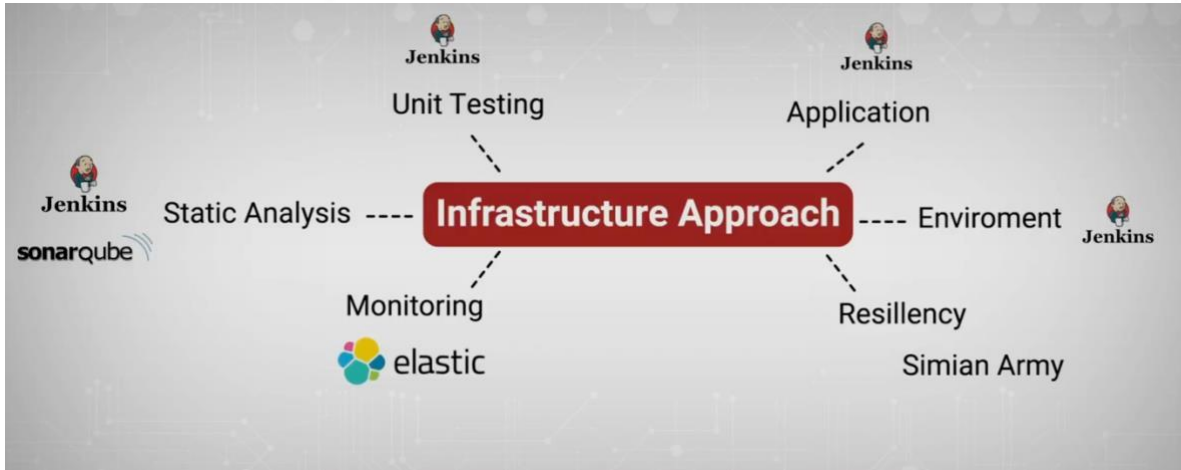 Jenkins
Unit Testing
Jenkins
Application
Jenkins
sonarqube
Static Analysis
Infrastructure Approach
Enviroment
Jenkins
Monitoring
elastic
Resillency
Simian Army